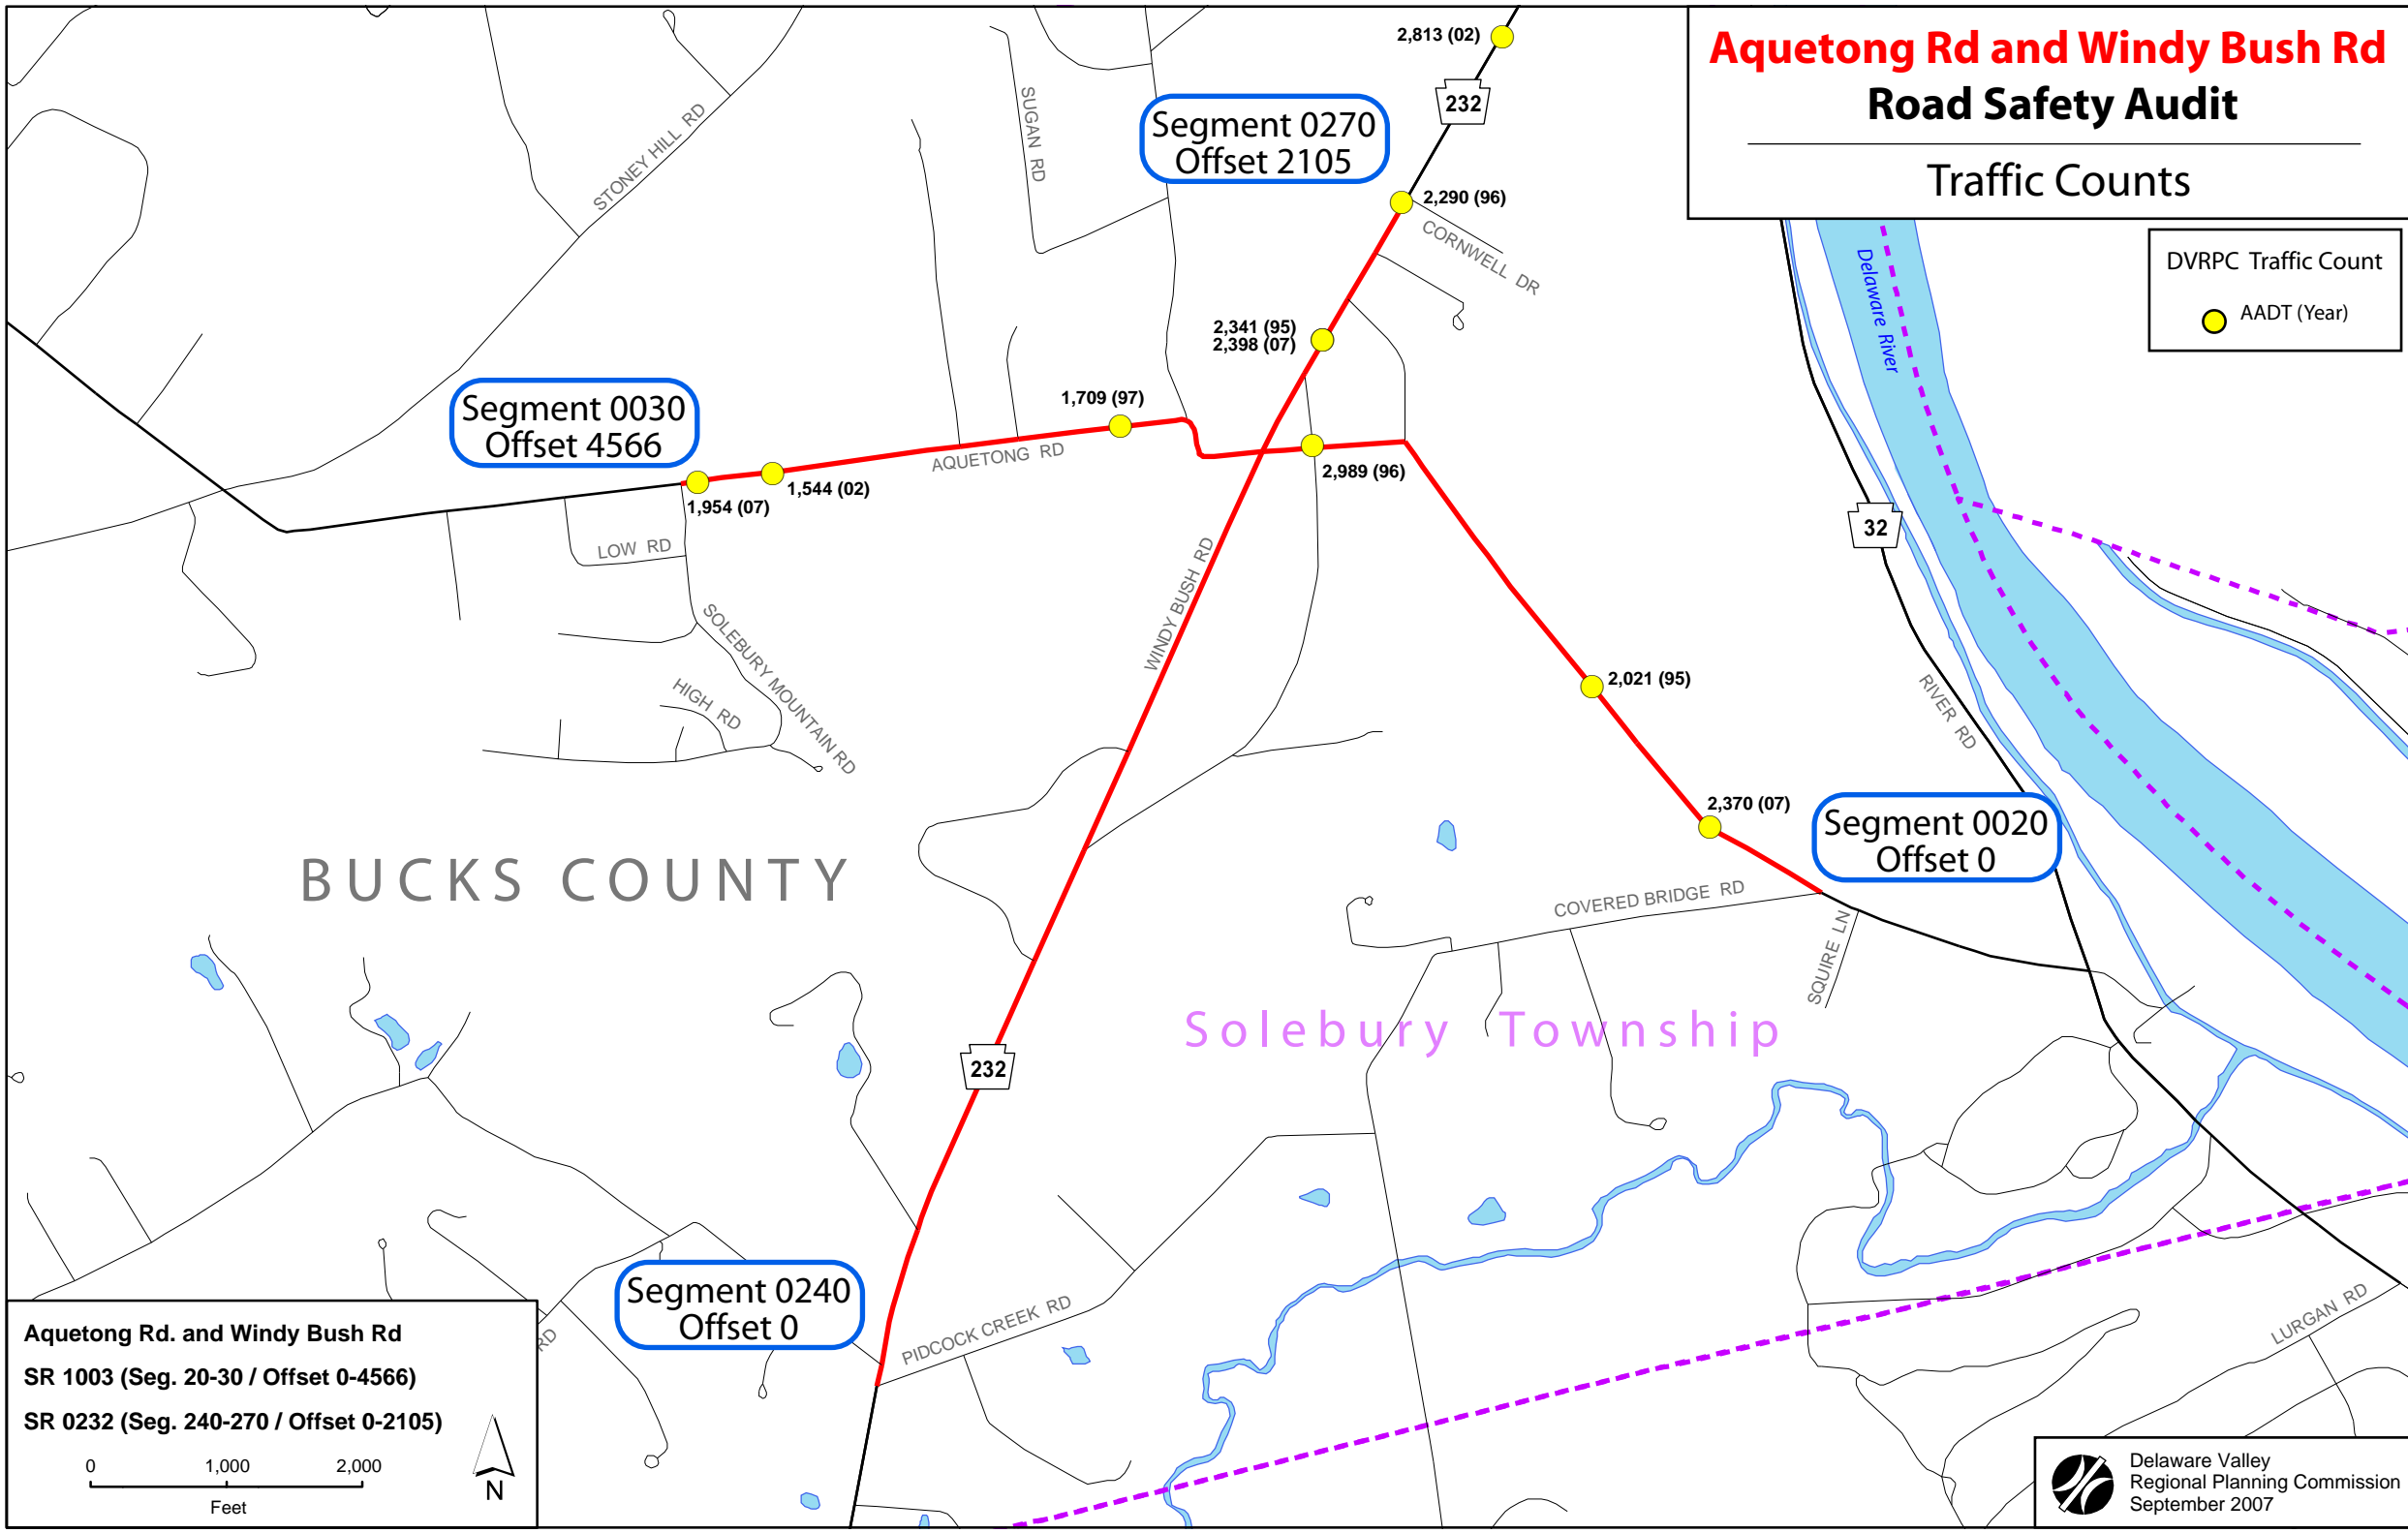 Aquetong Rd and Windy Bush Rd
Road Safety Audit
Traffic Counts
DVRPC Traffic Count
AADT (Year)
2,813 (02)
232
Segment 0270
Offset 2105
2,290 (96)
CORNWELL DR
STONEY HILL RD
SUGAN RD
Delaware River
2,341 (95)
2,398 (07)
Segment 0030
Offset 4566
1,709 (97)
AQUETONG RD
2,989 (96)
1,544 (02)
1,954 (07)
32
LOW RD
WINDY BUSH RD
SOLEBURY MOUNTAIN RD
HIGH RD
2,021 (95)
RIVER RD
2,370 (07)
Segment 0020
Offset 0
BUCKS COUNTY
COVERED BRIDGE RD
SQUIRE LN
Solebury Township
232
Segment 0240
Offset 0
PIDCOCK CREEK RD
LURGAN RD
RD
Aquetong Rd. and Windy Bush Rd
SR 1003 (Seg. 20-30 / Offset 0-4566)
SR 0232 (Seg. 240-270 / Offset 0-2105)
0 1,000 2,000
Feet
N
Delaware Valley
Regional Planning Commission
September 2007